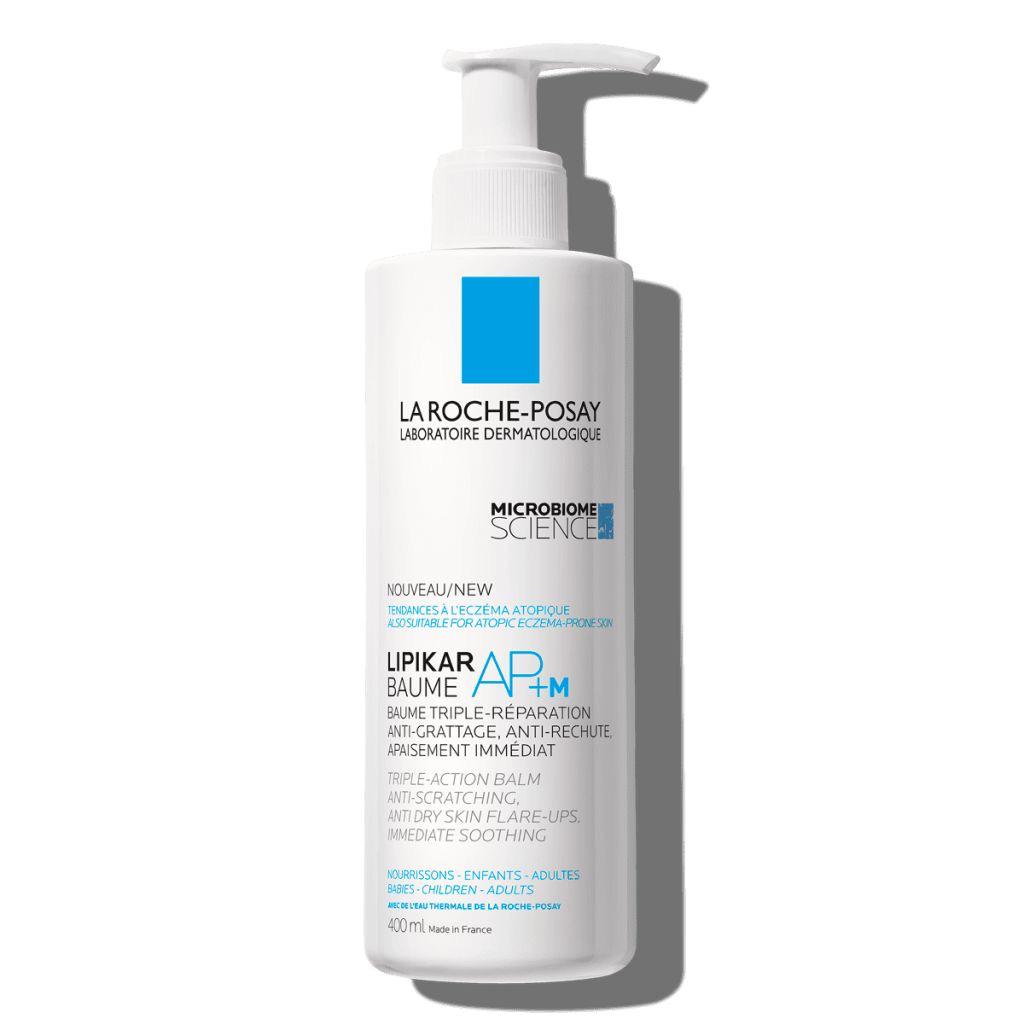 LA ROCHE-POSAY
LABORATOIRE DERMATOLOGIQUE
MICROBIOME
SCIENCE
NOUVEAU/NEW
TENDANCES À L'ECZÉMA ATOPIQUE
ALSO SUITABLE FOR ATOPIC ECZEMA-PRONE SKIN
LIPIKAR
BAUME AP+M
BAUME TRIPLE-RÉPARATION
ANTI-GRATTAGE, ANTI-RECHUTE,
APAISEMENT IMMÉDIAT
TRIPLE-ACTION BALM
ANTI-SCRATCHING,
ANTI DRY SKIN FLARE-UPS.
IMMEDIATE SOOTHING
NOURRISSONS - ENFANTS - ADULTES
BABIES - CHILDREN - ADULTS
AVEC DE L'EAU THERMALE DE LA ROCHE-POSAY
400 ml Made in France